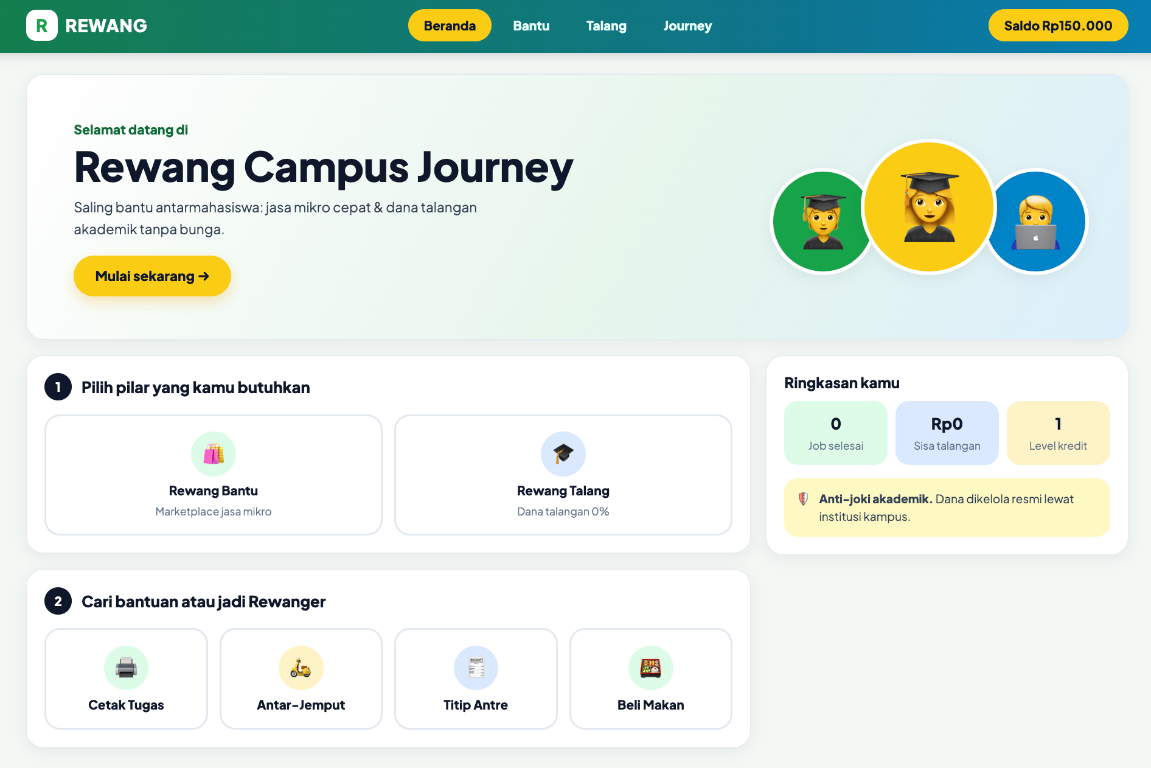 R REWANG
Beranda
Bantu
Talang
Journey
Saldo Rp150.000
Selamat datang di
Rewang Campus Journey
Saling bantu antarmahasiswa: jasa mikro cepat & dana talangan
akademik tanpa bunga.
Mulai sekarang →
1 Pilih pilar yang kamu butuhkan
Rewang Bantu
Marketplace jasa mikro
Rewang Talang
Dana talangan 0%
Ringkasan kamu
0
Job selesai
Rp0
Sisa talangan
1
Level kredit
Anti-joki akademik. Dana dikelola resmi lewat
institusi kampus.
2 Cari bantuan atau jadi Rewanger
Cetak Tugas
Antar-Jemput
Titip Antre
Beli Makan